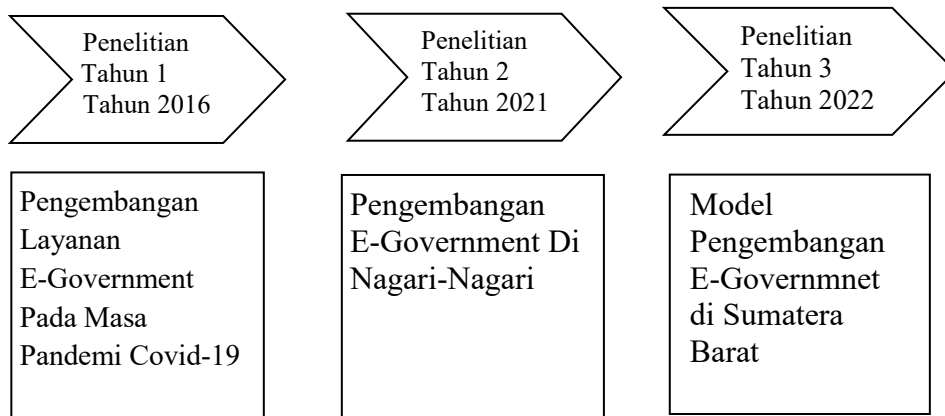 Penelitian
Tahun 1
Tahun 2016
Penelitian
Tahun 2
Tahun 2021
Penelitian
Tahun 3
Tahun 2022
Pengembangan
Layanan
E-Government
Pada Masa
Pandemi Covid-19
Pengembangan
E-Government Di
Nagari-Nagari
Model
Pengembangan
E-Governmnet
di Sumatera
Barat